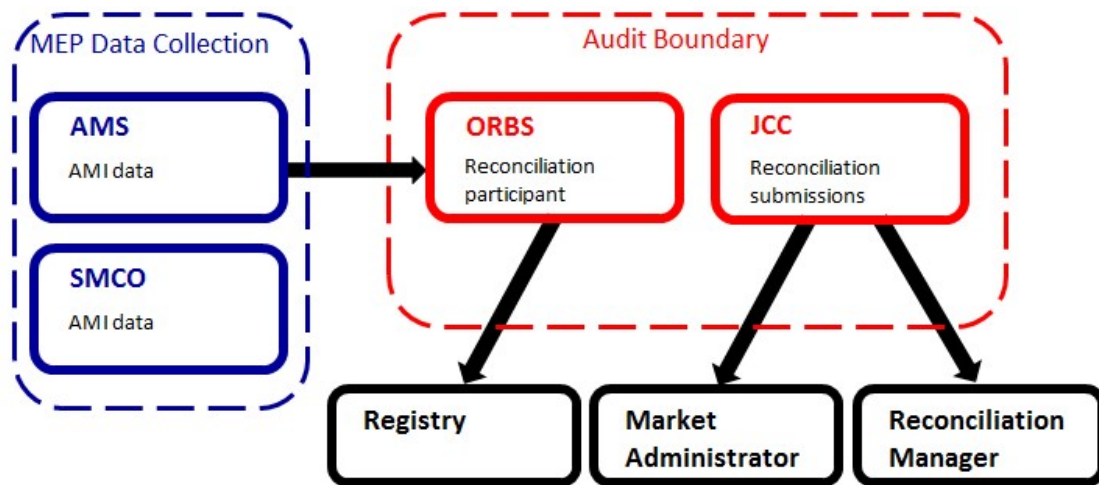 MEP Data Collection
Audit Boundary
AMS
AMI data
ORBS
Reconciliation
participant
JCC
Reconciliation
submissions
SMCO
AMI data
Registry
Market
Administrator
Reconciliation
Manager